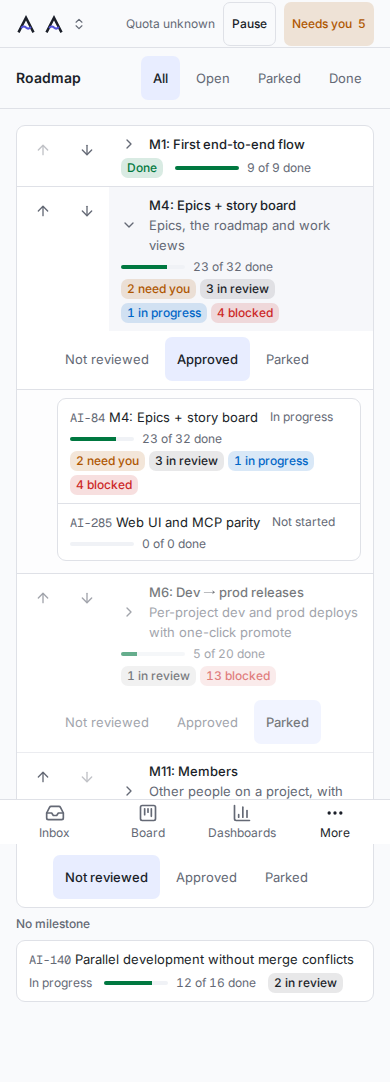 Quota unknown Pause Needs you 5
Roadmap All Open Parked Done
M1: First end-to-end flow
Done 9 of 9 done
M4: Epics + story board
Epics, the roadmap and work
views
23 of 32 done
2 need you 3 in review
1 in progress 4 blocked
Not reviewed Approved Parked
AI-84 M4: Epics + story board In progress
23 of 32 done
2 need you 3 in review 1 in progress
4 blocked
AI-285 Web UI and MCP parity Not started
0 of 0 done
M6: Dev → prod releases
Per-project dev and prod deploys
with one-click promote
5 of 20 done
1 in review 13 blocked
Not reviewed Approved Parked
M11: Members
Other people on a project, with
Inbox Board Dashboards More
Not reviewed Approved Parked
No milestone
AI-140 Parallel development without merge conflicts
In progress 12 of 16 done 2 in review